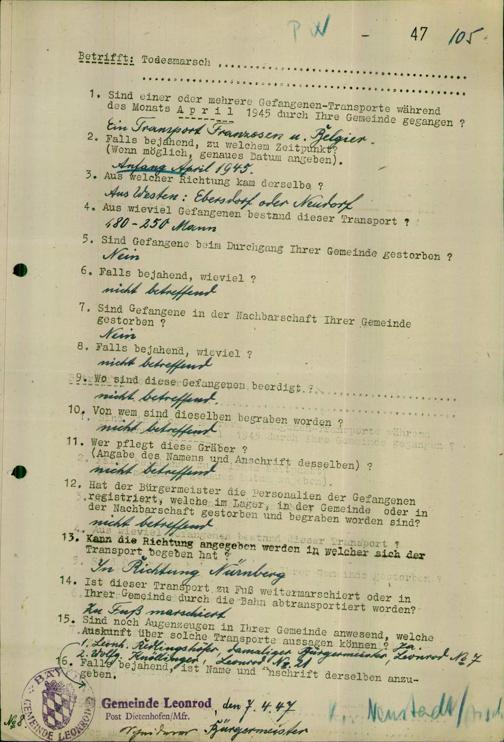 PW - 47 105.
Betrifft: Todesmarsch
1. Sind einer oder mehrere Gefangenen-Transporte während
des Monats April 1945 durch Ihre Gemeinde gegangen ?
Ein Transport Franzosen u. Belgier.
2. Falls bejahend, zu welchem Zeitpunkt?
(Wenn möglich, genaues Datum angeben).
Anfang April 1945.
3. Aus welcher Richtung kam derselbe ?
Aus Westen: Ebersdorf oder Neudorf
4. Aus wieviel Gefangenen bestand dieser Transport ?
180-250 Mann
5. Sind Gefangene beim Durchgang Ihrer Gemeinde gestorben ?
Nein
6. Falls bejahend, wieviel ?
nicht betreffend
7. Sind Gefangene in der Nachbarschaft Ihrer Gemeinde
gestorben ?
Nein
8. Falls bejahend, wieviel ?
nicht betreffend
9. Wo sind diese Gefangenen beerdigt ?
nicht betreffend.
10. Von wem sind dieselben begraben worden ?
nicht betreffend
11. Wer pflegt diese Gräber ?
(Angabe des Namens und Anschrift desselben) ?
nicht betreffend
12. Hat der Bürgermeister die Personalien der Gefangenen
registriert, welche im Lager, in der Gemeinde oder in
der Nachbarschaft gestorben und begraben worden sind?
nicht betreffend
13. Kann die Richtung angegeben werden in welcher sich der
Transport begeben hat ?
In Richtung Nürnberg
14. Ist dieser Transport zu Fuß weitermarschiert oder in
Ihrer Gemeinde durch die Bahn abtransportiert worden?
Zu Fuß marschiert
15. Sind noch Augenzeugen in Ihrer Gemeinde anwesend, welche
Auskunft über solche Transporte aussagen können ? Ja.
1. Leonh. damaliger Bürgermeister, Leonrod No 7
2. Wolfg. Leonrod No 21
16. Falls bejahend, ist Name und Anschrift derselben anzu-
geben.
Gemeinde Leonrod, den 7.4.47
Post Dietenhofen/Mfr.
Bürgermeister
GEMEINDE LEONROD
Neustadt/Aisch